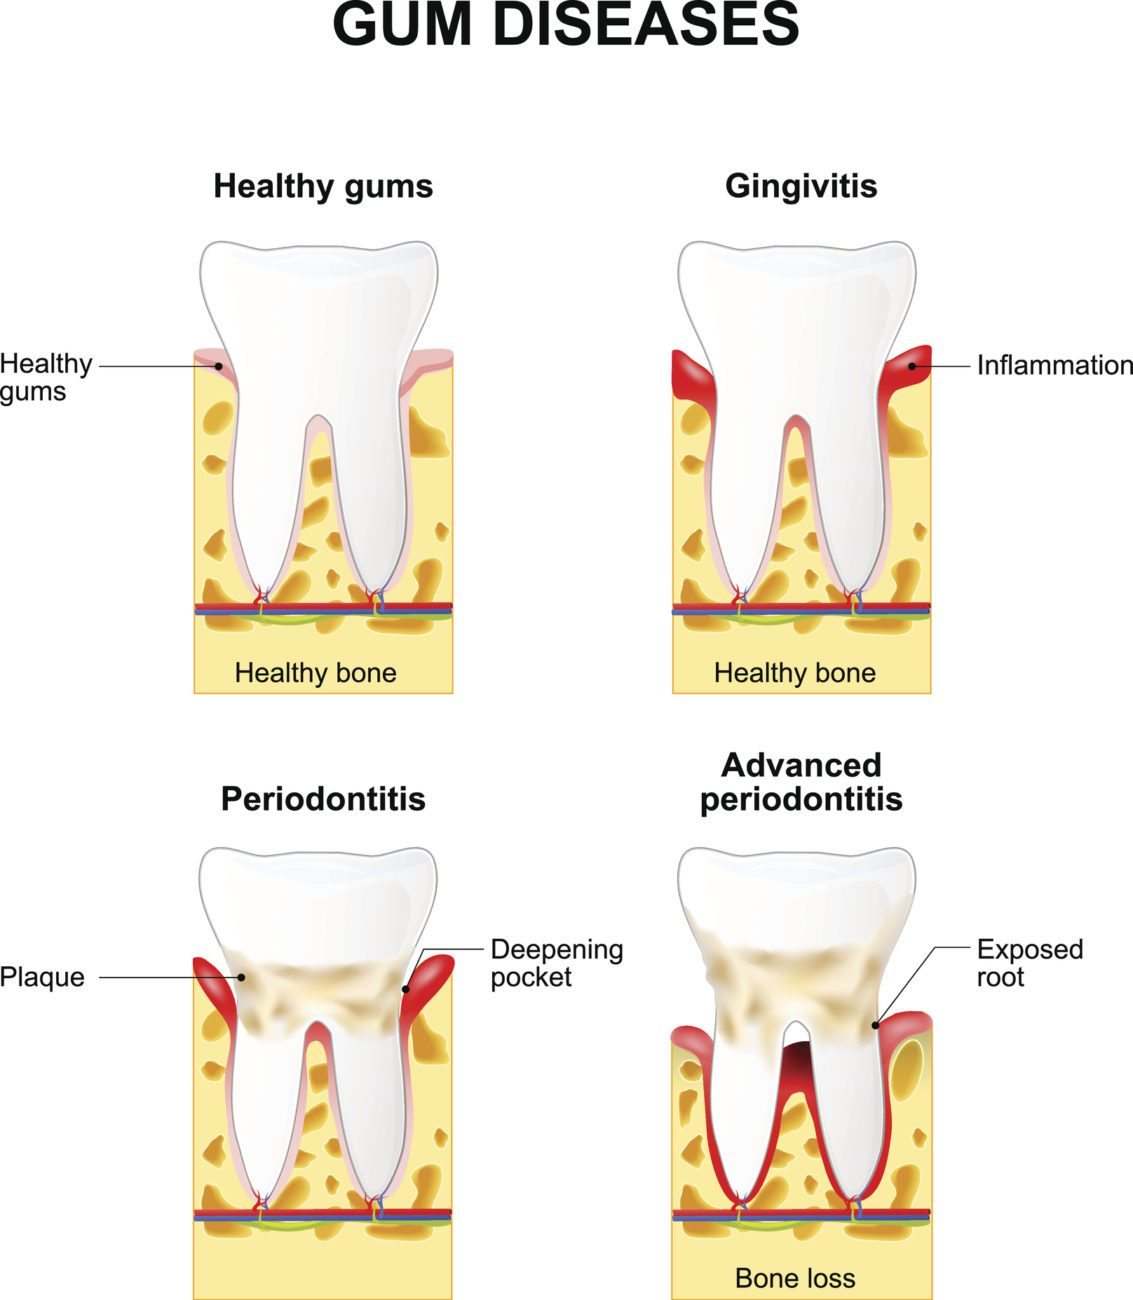 GUM DISEASES
Healthy gums
Gingivitis
Healthy
gums
Inflammation
Healthy bone
Healthy bone
Periodontitis
Advanced
periodontitis
Plaque
Deepening
pocket
Exposed
root
Bone loss